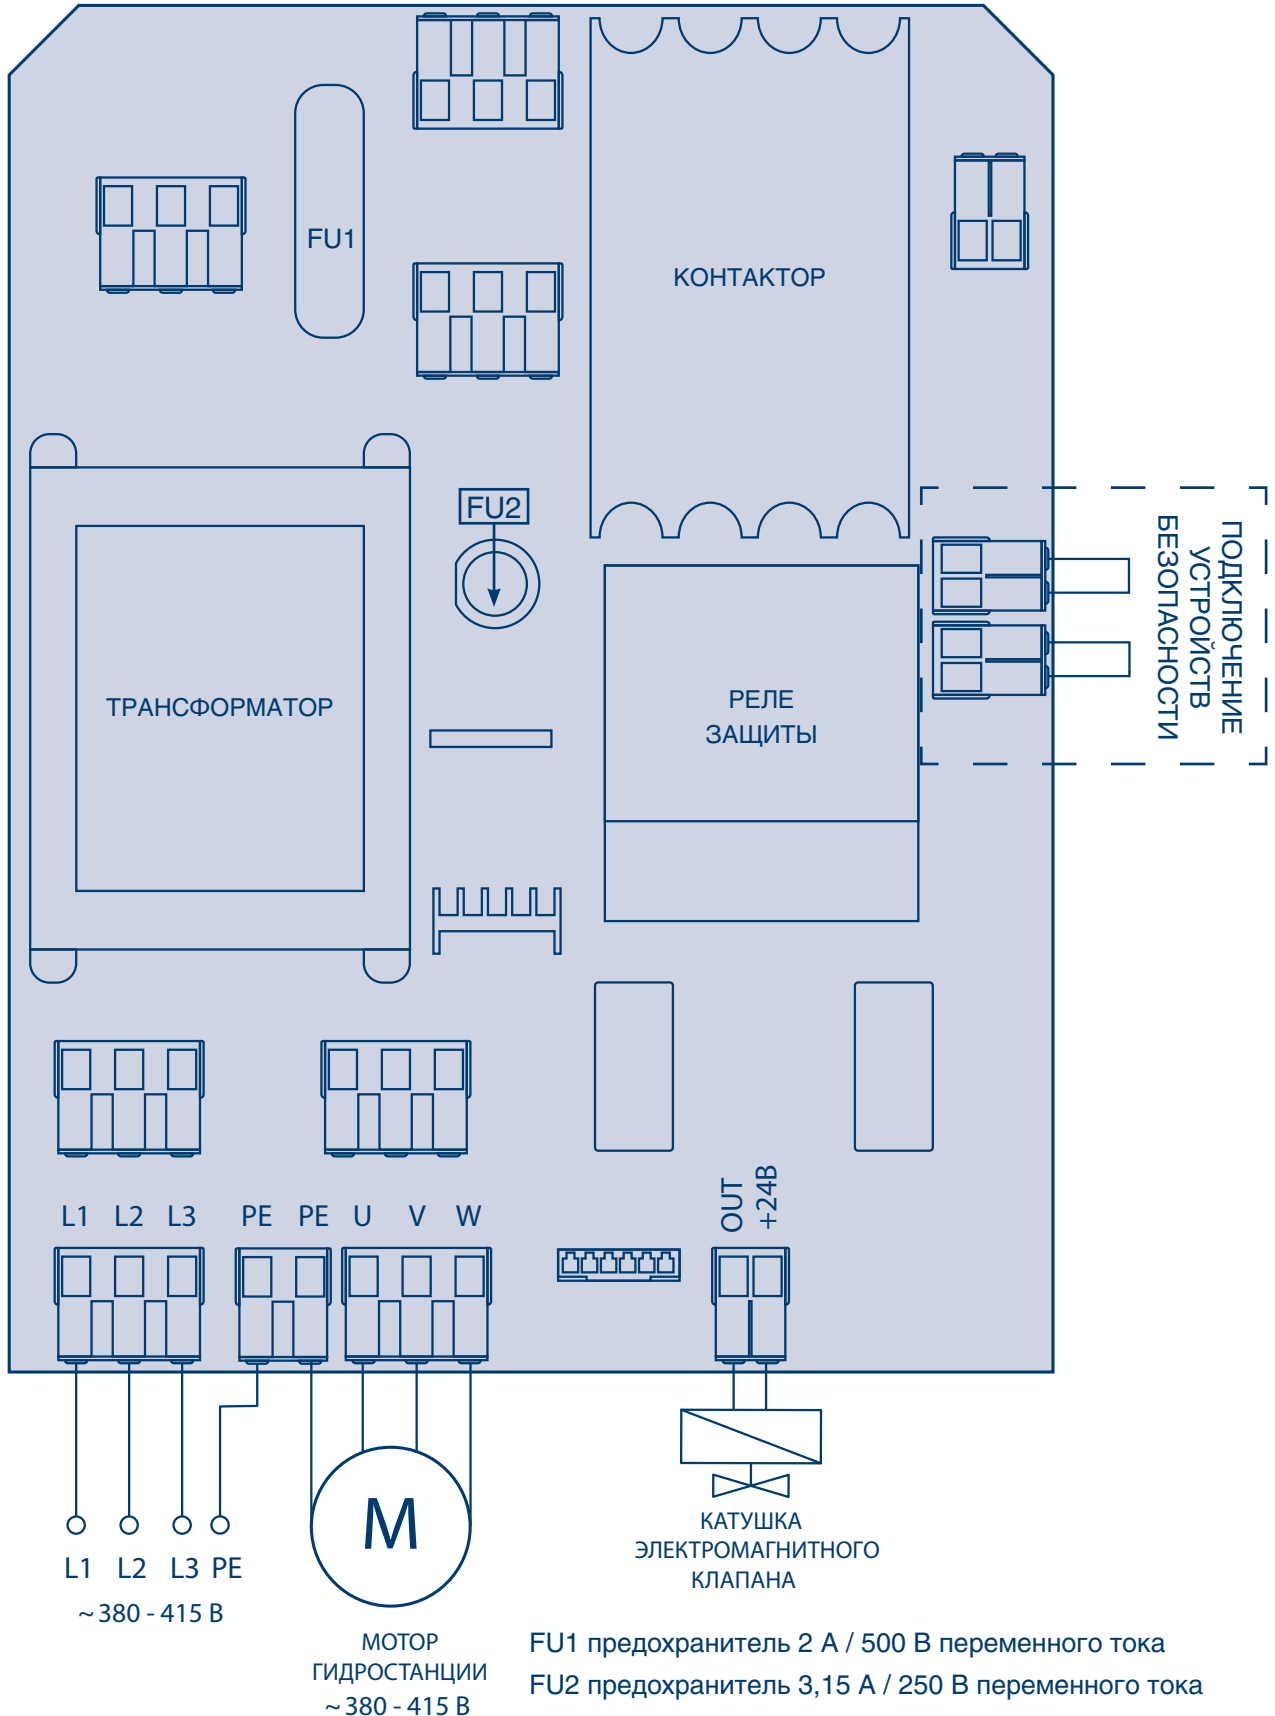 FU1
КОНТАКТОР
FU2
ПОДКЛЮЧЕНИЕ
УСТРОЙСТВ
БЕЗОПАСНОСТИ
ТРАНСФОРМАТОР
РЕЛЕ
ЗАЩИТЫ
L1 L2 L3 PE PE U V W
OUT
+24В
M
L1 L2 L3 PE
~ 380 - 415 В
МОТОР
ГИДРОСТАНЦИИ
~ 380 - 415 В
КАТУШКА
ЭЛЕКТРОМАГНИТНОГО
КЛАПАНА
FU1 предохранитель 2 А / 500 В переменного тока
FU2 предохранитель 3,15 А / 250 В переменного тока